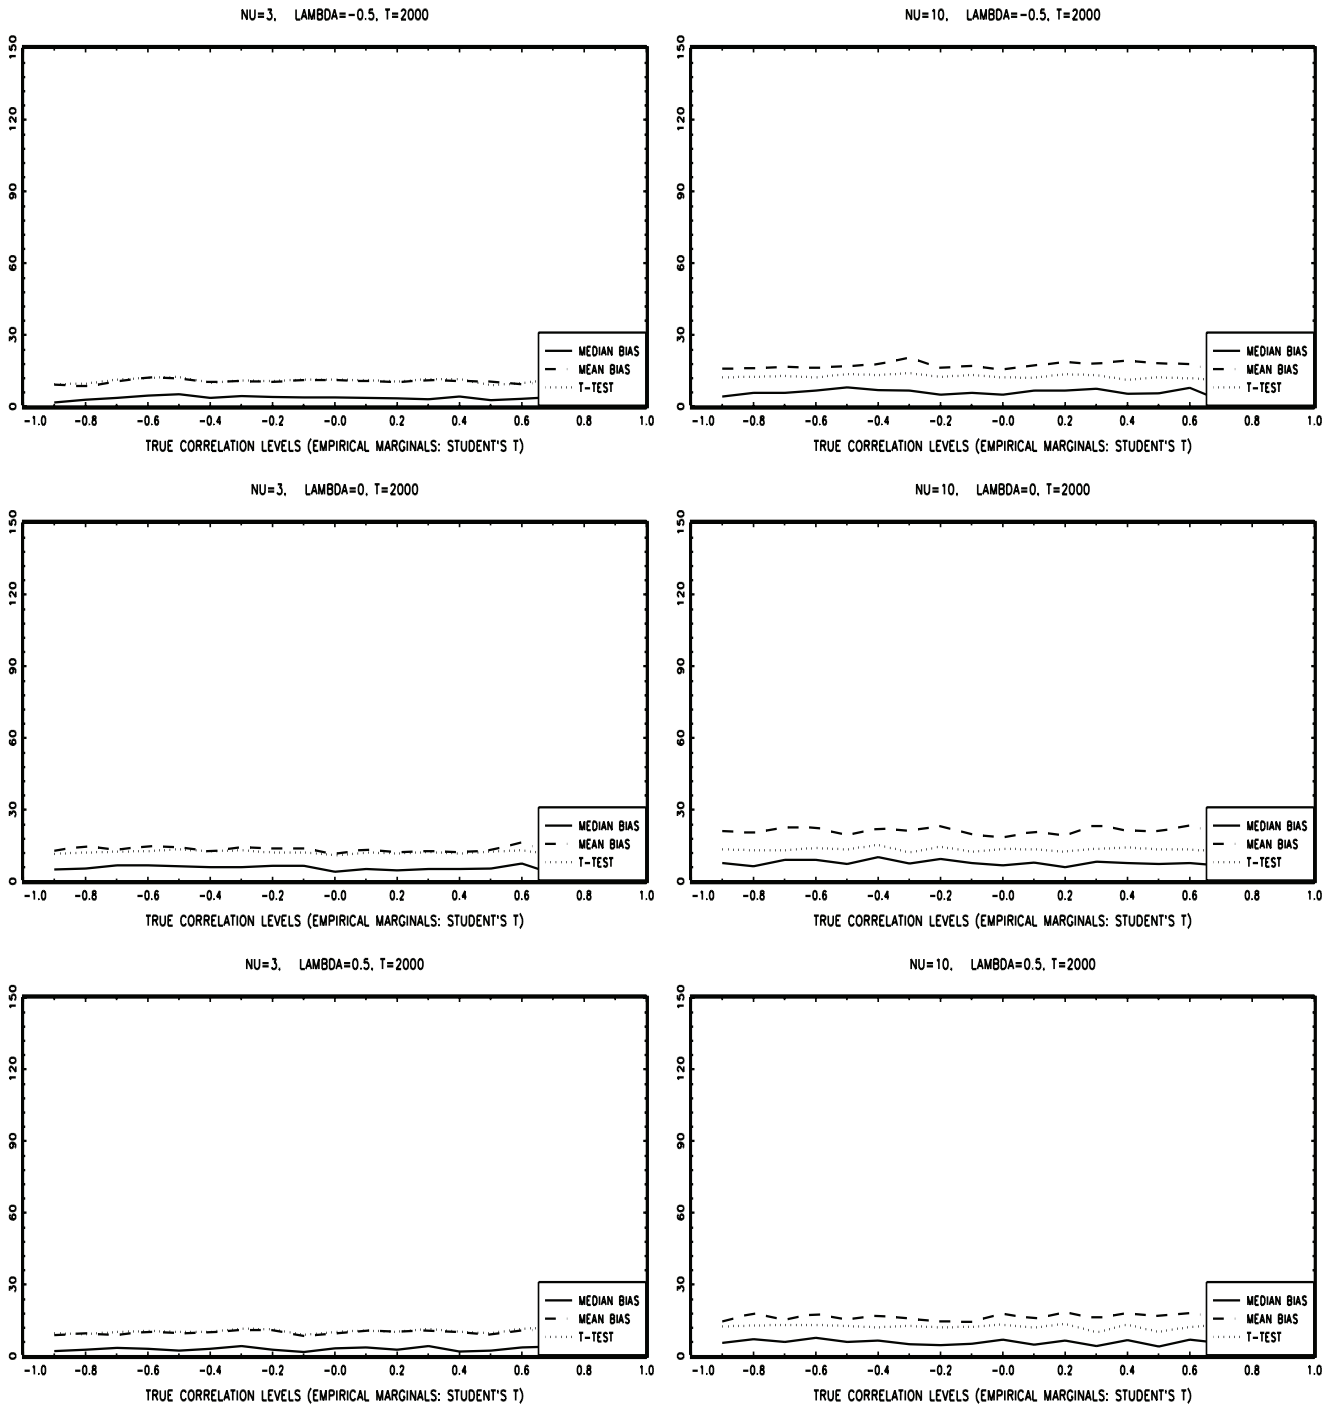 NU=3, LAMBDA=-0.5, T=2000
150
120
90
60
30
0
MEDIAN BIAS
MEAN BIAS
T-TEST
-1.0 -0.8 -0.6 -0.4 -0.2 -0.0 0.2 0.4 0.6 0.8 1.0
TRUE CORRELATION LEVELS (EMPIRICAL MARGINALS: STUDENT'S T)
NU=10, LAMBDA=-0.5, T=2000
150
120
90
60
30
0
MEDIAN BIAS
MEAN BIAS
T-TEST
-1.0 -0.8 -0.6 -0.4 -0.2 -0.0 0.2 0.4 0.6 0.8 1.0
TRUE CORRELATION LEVELS (EMPIRICAL MARGINALS: STUDENT'S T)
NU=3, LAMBDA=0, T=2000
150
120
90
60
30
0
MEDIAN BIAS
MEAN BIAS
T-TEST
-1.0 -0.8 -0.6 -0.4 -0.2 -0.0 0.2 0.4 0.6 0.8 1.0
TRUE CORRELATION LEVELS (EMPIRICAL MARGINALS: STUDENT'S T)
NU=10, LAMBDA=0, T=2000
150
120
90
60
30
0
MEDIAN BIAS
MEAN BIAS
T-TEST
-1.0 -0.8 -0.6 -0.4 -0.2 -0.0 0.2 0.4 0.6 0.8 1.0
TRUE CORRELATION LEVELS (EMPIRICAL MARGINALS: STUDENT'S T)
NU=3, LAMBDA=0.5, T=2000
150
120
90
60
30
0
MEDIAN BIAS
MEAN BIAS
T-TEST
-1.0 -0.8 -0.6 -0.4 -0.2 -0.0 0.2 0.4 0.6 0.8 1.0
TRUE CORRELATION LEVELS (EMPIRICAL MARGINALS: STUDENT'S T)
NU=10, LAMBDA=0.5, T=2000
150
120
90
60
30
0
MEDIAN BIAS
MEAN BIAS
T-TEST
-1.0 -0.8 -0.6 -0.4 -0.2 -0.0 0.2 0.4 0.6 0.8 1.0
TRUE CORRELATION LEVELS (EMPIRICAL MARGINALS: STUDENT'S T)